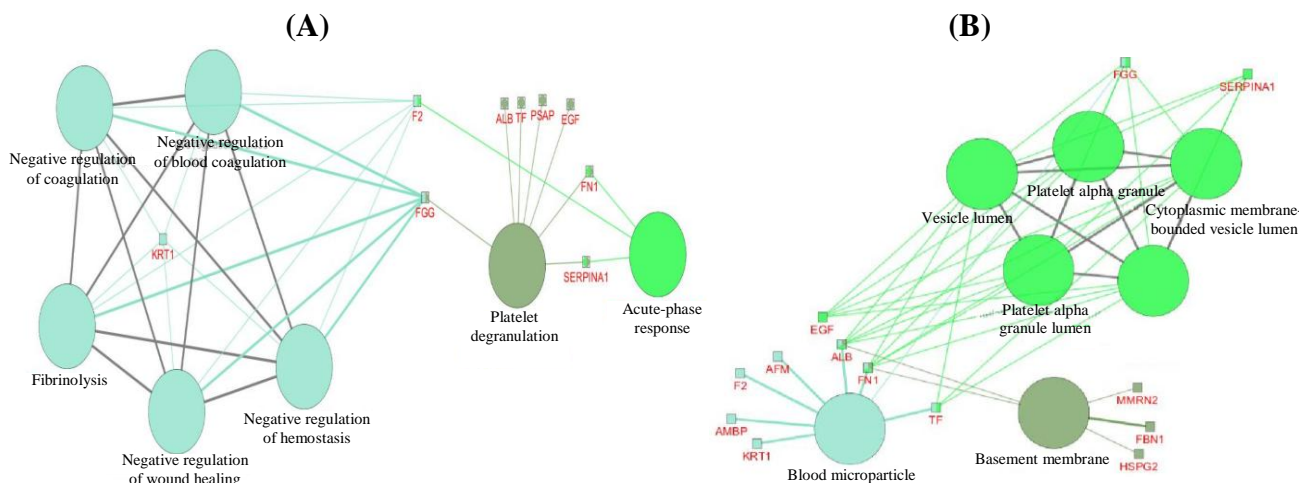 (A)
Negative regulation
of coagulation
Negative regulation
of blood coagulation
F2
ALB
TF
PSAP
EGF
FN1
FGG
KRT1
SERPINA1
Platelet
degranulation
Acute-phase
response
Fibrinolysis
Negative regulation
of hemostasis
Negative regulation
of wound healing
(B)
FGG
SERPINA1
Platelet alpha granule
Vesicle lumen
Cytoplasmic membrane-
bounded vesicle lumen
Platelet alpha
granule lumen
EGF
ALB
FN1
AFM
F2
AMBP
KRT1
TF
MMRN2
FBN1
HSPG2
Blood microparticle
Basement membrane